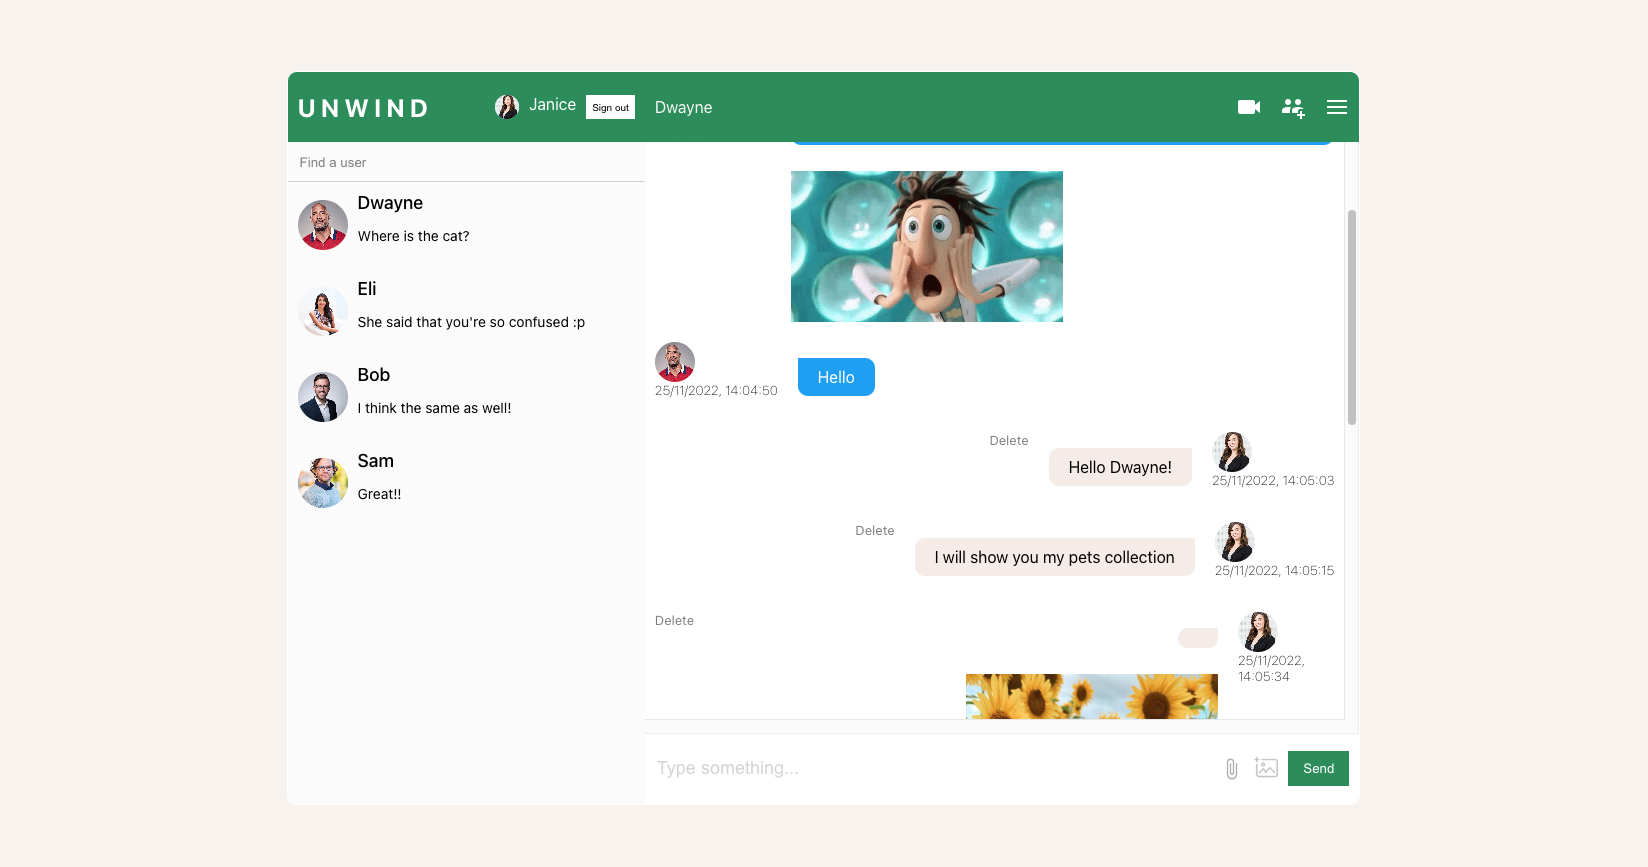 UNWIND
Janice
Sign out
Dwayne
Find a user
Dwayne
Where is the cat?
Eli
She said that you're so confused :p
Bob
I think the same as well!
Sam
Great!!
25/11/2022, 14:04:50
Hello
Delete
Hello Dwayne!
25/11/2022, 14:05:03
Delete
I will show you my pets collection
25/11/2022, 14:05:15
Delete
25/11/2022,
14:05:34
Type something...
Send